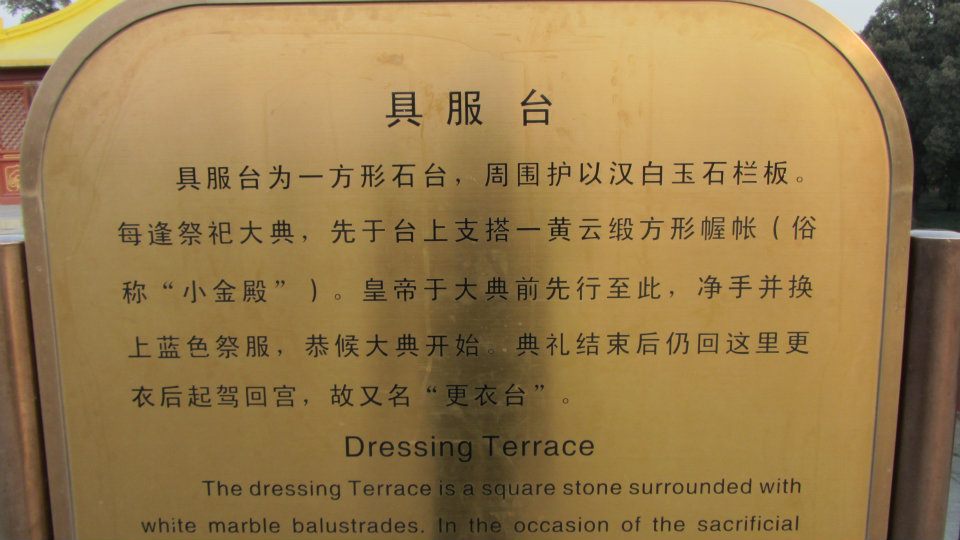 具服台
具服台为一方形石台，周围护以汉白玉石栏板。
每逢祭祀大典，先于台上支搭一黄云缎方形幄帐（俗
称“小金殿”）。皇帝于大典前先行至此，净手并换
上蓝色祭服，恭候大典开始。典礼结束后仍回这里更
衣后起驾回宫，故又名“更衣台”。
Dressing Terrace
The dressing Terrace is a square stone surrounded with
white marble balustrades. In the occasion of the sacrificial